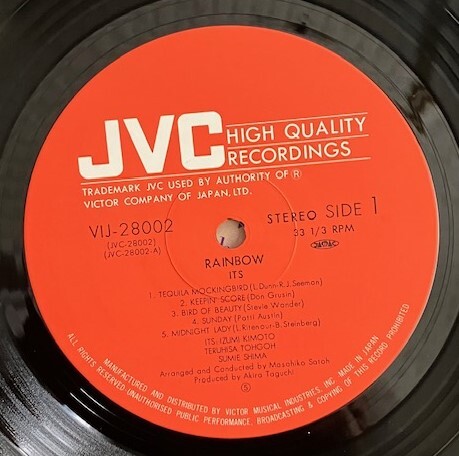 JVC HIGH QUALITY
RECORDINGS
TRADEMARK JVC USED BY AUTHORITY OF Ⓡ
VICTOR COMPANY OF JAPAN, LTD.
VIJ-28002
(JVC-28002)
(JVC-28002-A)
STEREO SIDE 1
33 1/3 RPM
RAINBOW
ITS
1. TEQUILA MOCKINGBIRD (L.Dunn-R.J.Seeman)
2. KEEPIN' SCORE (Don Grusin)
3. BIRD OF BEAUTY (Stevie Wonder)
4. SUNDAY (Patti Austin)
5. MIDNIGHT LADY (L.Ritenour-B.Steinberg)
ITS: IZUMI KIMOTO
TERUHISA TOHGOH
SUMIE SHIMA
Arranged and Conducted by Masahiko Satoh
Produced by Akira Taguchi
MANUFACTURED AND DISTRIBUTED BY VICTOR MUSICAL INDUSTRIES, INC. MADE IN JAPAN
ALL RIGHTS RESERVED. UNAUTHORISED PUBLIC PERFORMANCE, BROADCASTING & COPYING OF THIS RECORD PROHIBITED